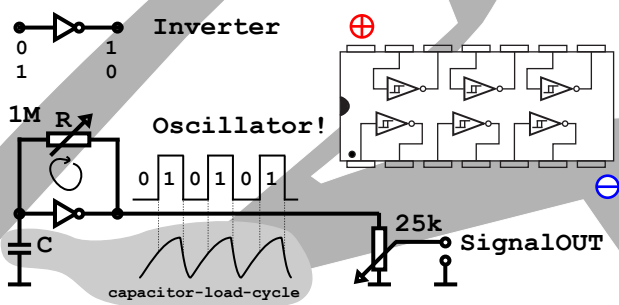 Inverter
0 1
1 0
1M R
Oscillator!
0 1 0 1 0 1
C
25k
SignalOUT
capacitor-load-cycle